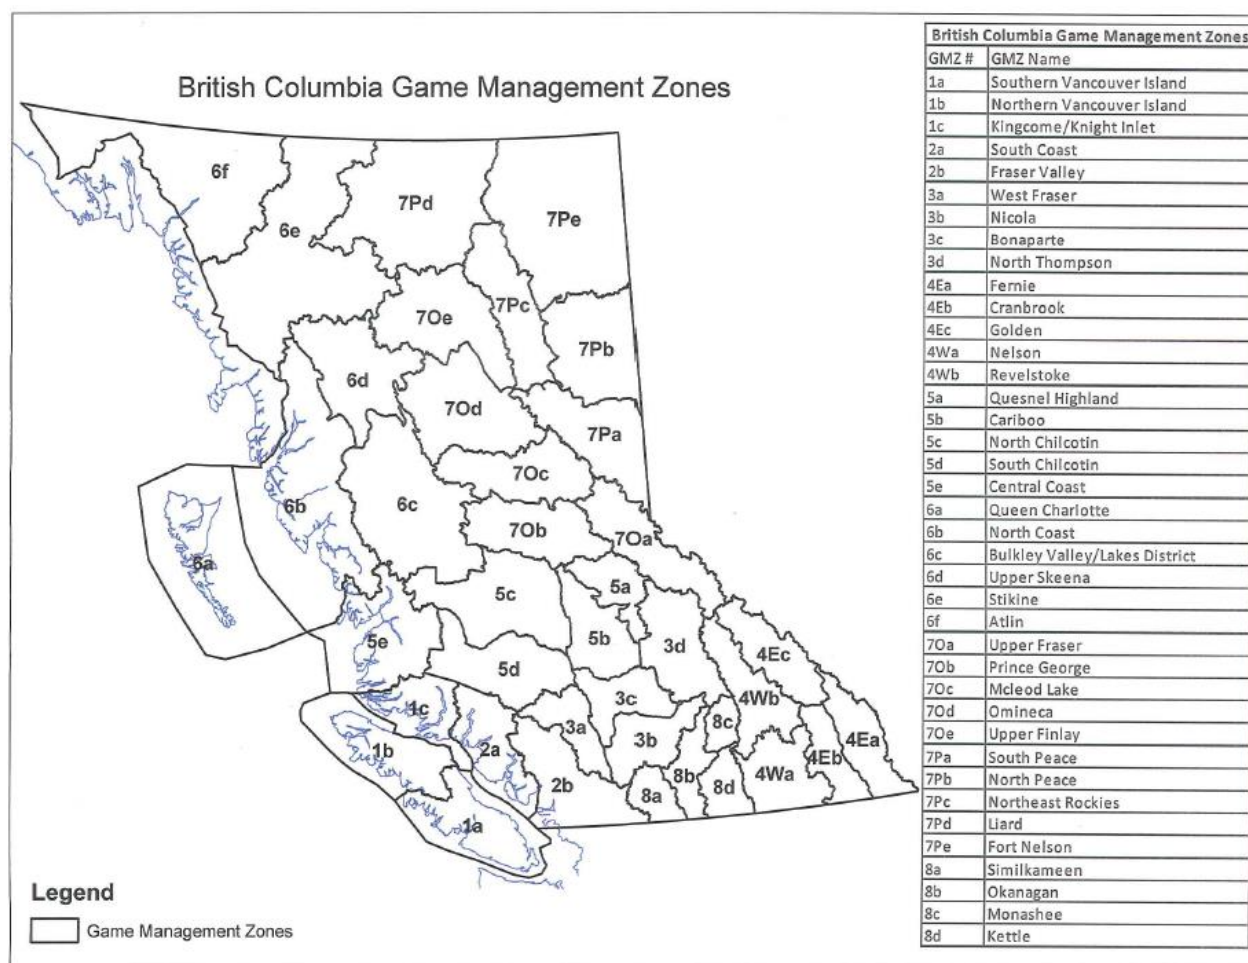 British Columbia Game Management Zones
6f
7Pd
7Pe
6e
7Pc
7Oe
7Pb
6d
7Od
7Pa
7Oc
6c
6b
7Ob
7Oa
6a
5a
5c
5b
5e
3d
4Ec
5d
4Wb
3c
1c
8c
3a
3b
4Ea
1b
2a
4Eb
8b
4Wa
2b
8d
8a
1a
Legend
Game Management Zones
British Columbia Game Management Zones
GMZ # GMZ Name
1a Southern Vancouver Island
1b Northern Vancouver Island
1c Kingcome/Knight Inlet
2a South Coast
2b Fraser Valley
3a West Fraser
3b Nicola
3c Bonaparte
3d North Thompson
4Ea Fernie
4Eb Cranbrook
4Ec Golden
4Wa Nelson
4Wb Revelstoke
5a Quesnel Highland
5b Cariboo
5c North Chilcotin
5d South Chilcotin
5e Central Coast
6a Queen Charlotte
6b North Coast
6c Bulkley Valley/Lakes District
6d Upper Skeena
6e Stikine
6f Atlin
7Oa Upper Fraser
7Ob Prince George
7Oc Mcleod Lake
7Od Omineca
7Oe Upper Finlay
7Pa South Peace
7Pb North Peace
7Pc Northeast Rockies
7Pd Liard
7Pe Fort Nelson
8a Similkameen
8b Okanagan
8c Monashee
8d Kettle